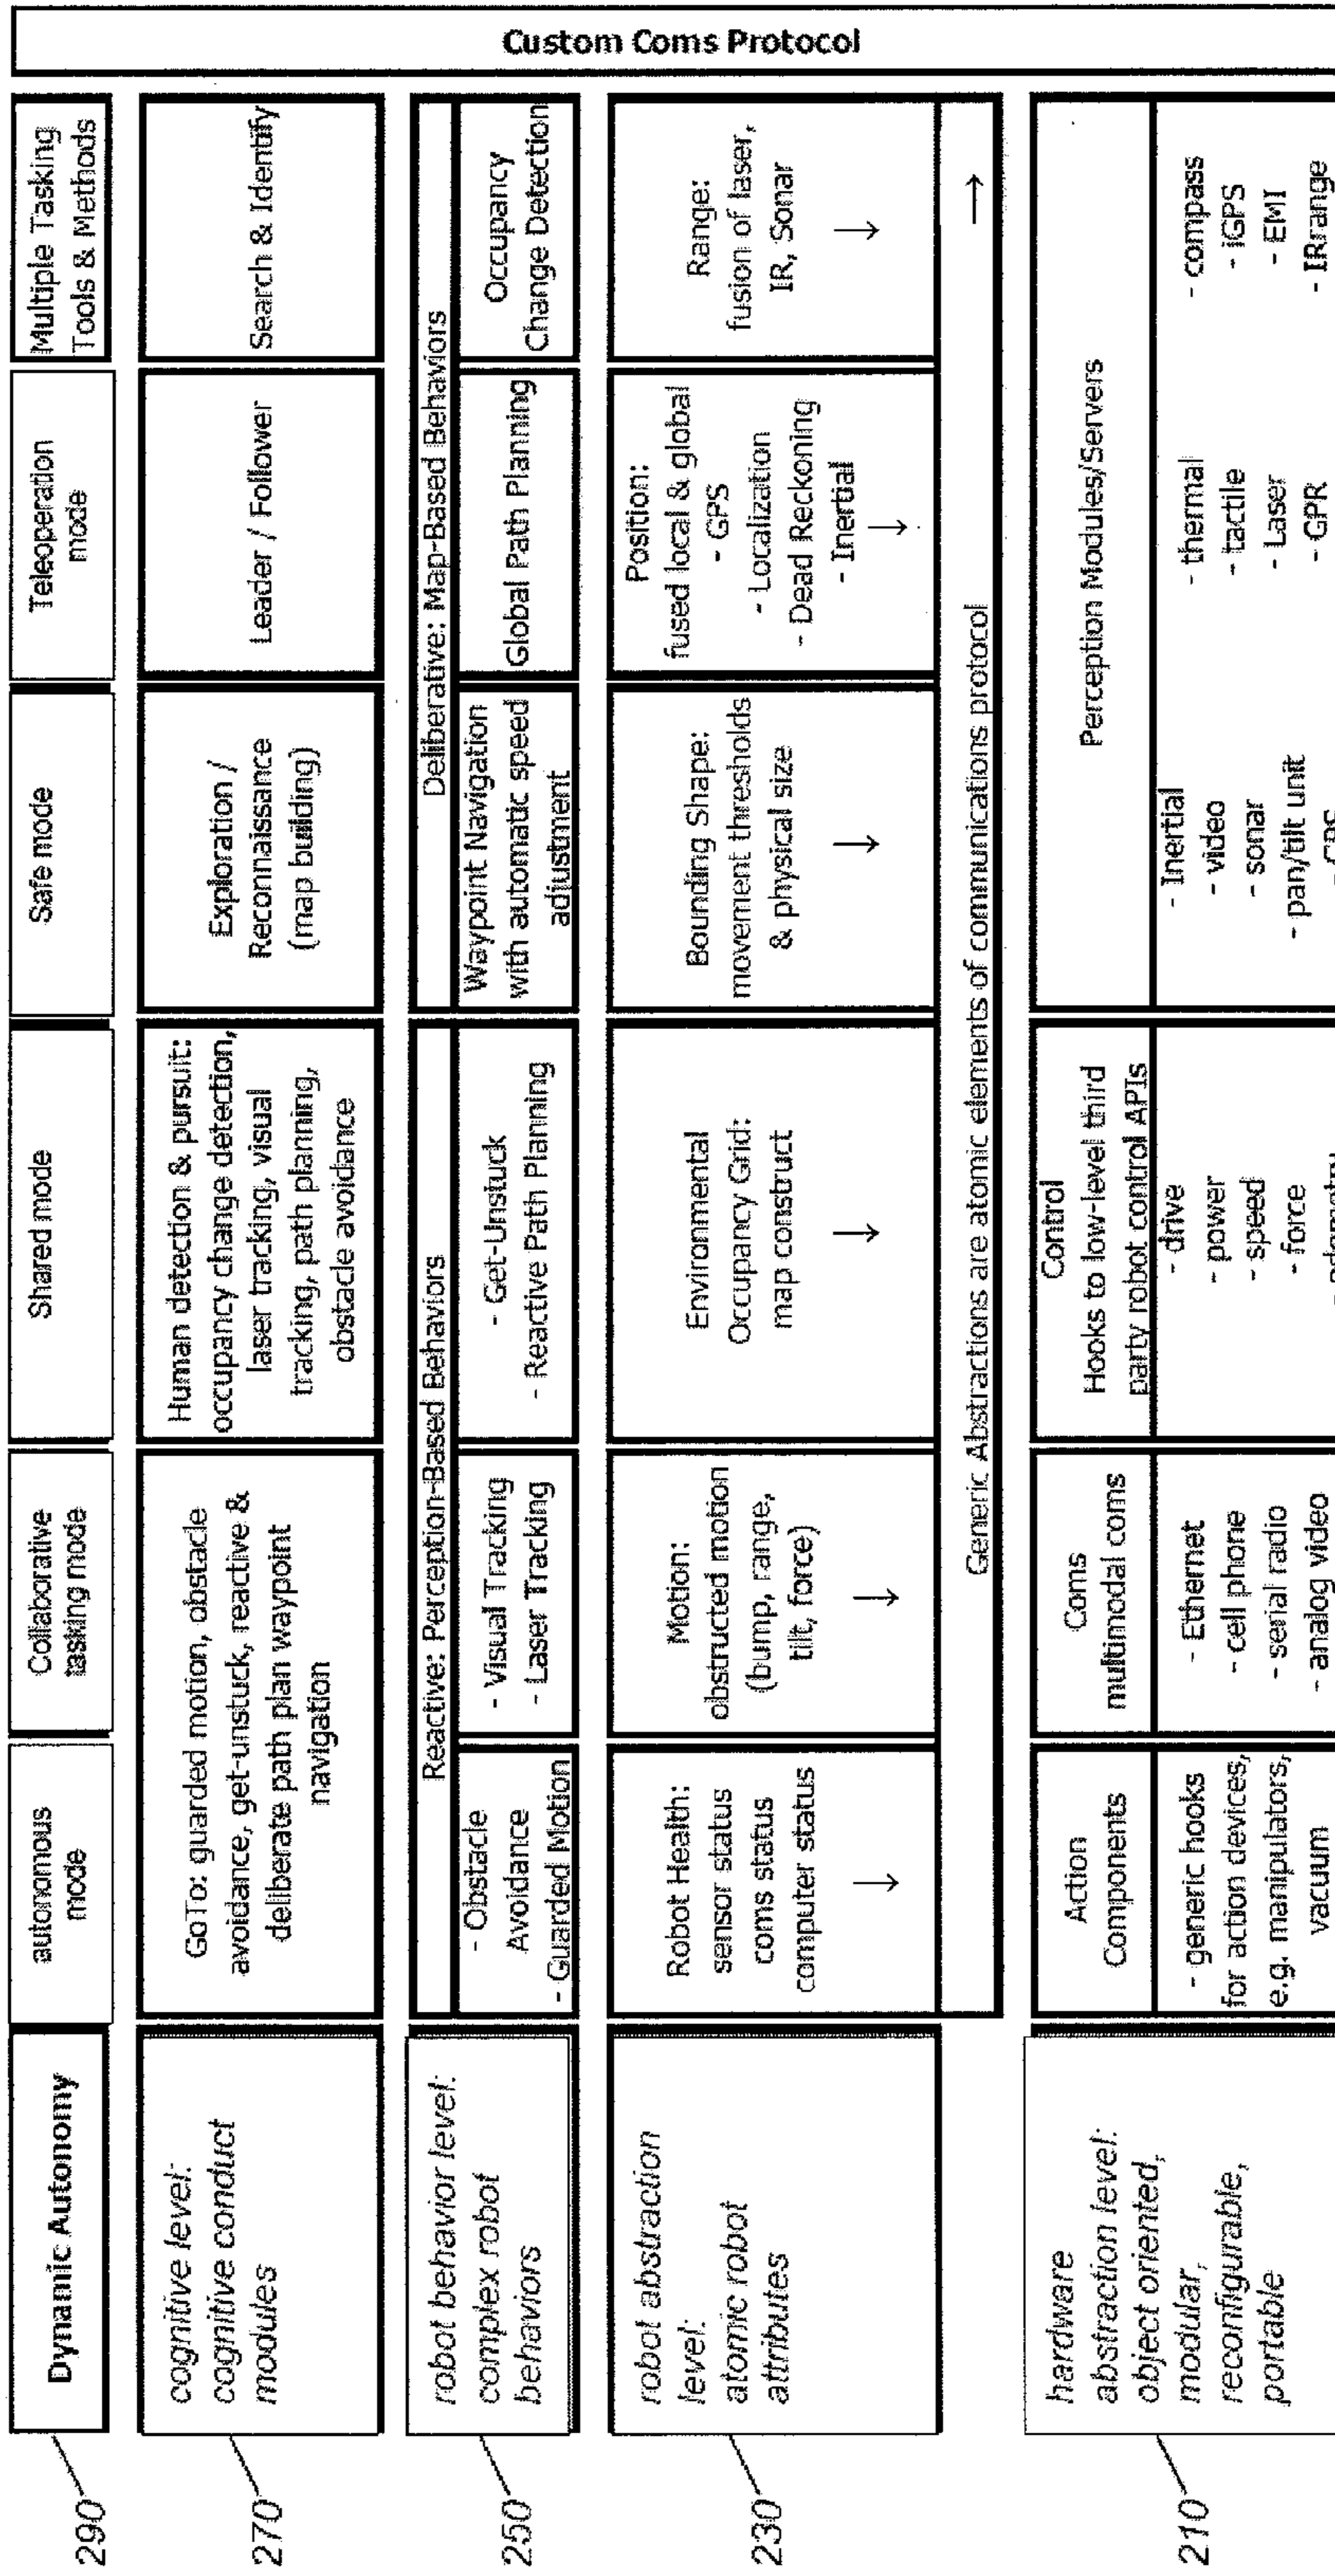 290
Dynamic Autonomy
autonomous
mode
Collaborative
tasking mode
Shared mode
Safe mode
Teleoperation
mode
Multiple Tasking
Tools & Methods
Custom Coms Protocol
270
cognitive level:
cognitive conduct
modules
GoTo: guarded motion, obstacle
avoidance, get-unstuck, reactive &
deliberate path plan waypoint
navigation
Human detection & pursuit:
occupancy change detection,
laser tracking, visual
tracking, path planning,
obstacle avoidance
Exploration /
Reconnaissance
(map building)
Leader / Follower
Search & Identify
250
robot behavior level:
complex robot
behaviors
Reactive: Perception-Based Behaviors
- Obstacle
Avoidance
- Guarded Motion
- Visual Tracking
- Laser Tracking
- Get-Unstuck
- Reactive Path Planning
Deliberative: Map-Based Behaviors
Waypoint Navigation
with automatic speed
adjustment
Global Path Planning
Occupancy
Change Detection
230
robot abstraction
level:
atomic robot
attributes
Robot Health:
sensor status
coms status
computer status
↓
Motion:
obstructed motion
(bump, range,
tilt, force)
↓
Environmental
Occupancy Grid:
map construct
↓
Bounding Shape:
movement thresholds
& physical size
↓
Position:
fused local & global
- GPS
- Localization
- Dead Reckoning
- Inertial
↓
Range:
fusion of laser,
IR, Sonar
↓
Generic Abstractions are atomic elements of communications protocol →
210
hardware
abstraction level:
object oriented,
modular,
reconfigurable,
portable
Action
Components
- generic hooks
for action devices,
e.g. manipulators,
vacuum
Coms
multimodal coms
- Ethernet
- cell phone
- serial radio
- analog video
Control
Hooks to low-level third
party robot control APIs
- drive
- power
- speed
- force
Perception Modules/Servers
- Inertial
- video
- sonar
- pan/tilt unit
- thermal
- tactile
- Laser
- GPR
- compass
- iGPS
- EMI
- IRrange